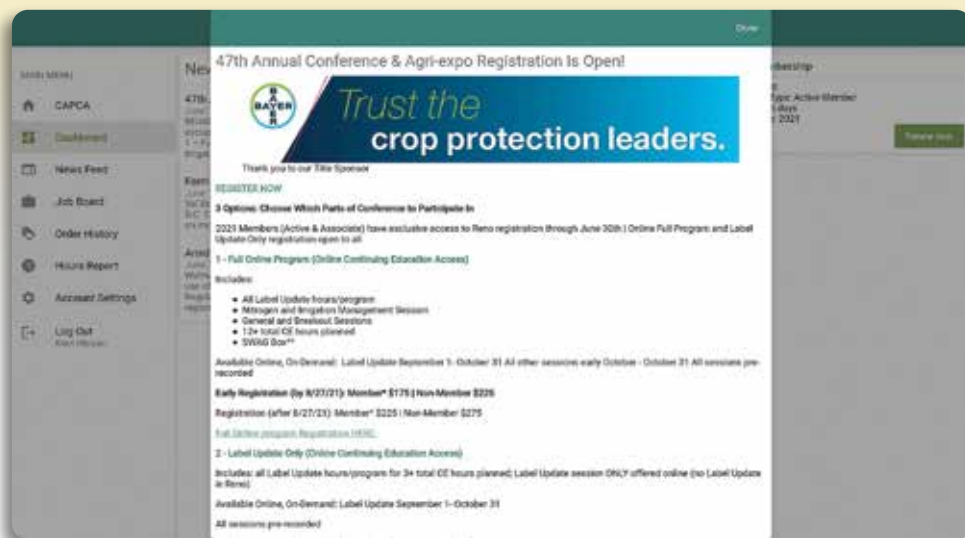 Done
47th Annual Conference & Agri-expo Registration Is Open!
BAYER
BAYER
Trust the
crop protection leaders.
Thank you to our Title Sponsor
REGISTER NOW
3 Options: Choose Which Parts of Conference to Participate In
2021 Members (Active & Associate) have exclusive access to Reno registration through June 30th | Online Full Program and Label
Update Only registration open to all
1 - Full Online Program (Online Continuing Education Access)
Includes:
All Label Update hours/program
Nitrogen and Irrigation Management Session
General and Breakout Sessions
12+ total CE hours planned
SWAG Box**
Available Online, On-Demand: Label Update September 1- October 31 All other sessions early October - October 31 All sessions pre-
recorded
Early Registration (by 8/27/21): Member* $175 | Non-Member $225
Registration (after 8/27/21): Member* $225 | Non-Member $275
Full Online program Registration HERE.
2 - Label Update Only (Online Continuing Education Access)
Includes: all Label Update hours/program for 3+ total CE hours planned; Label Update session ONLY offered online (no Label Update
in Reno)
Available Online, On-Demand: Label Update September 1- October 31
All sessions pre-recorded
MAIN MENU
CAPCA
Dashboard
News Feed
Job Board
Order History
Hours Report
Account Settings
Log Out
New
47th
Type: Active Member
days
2021